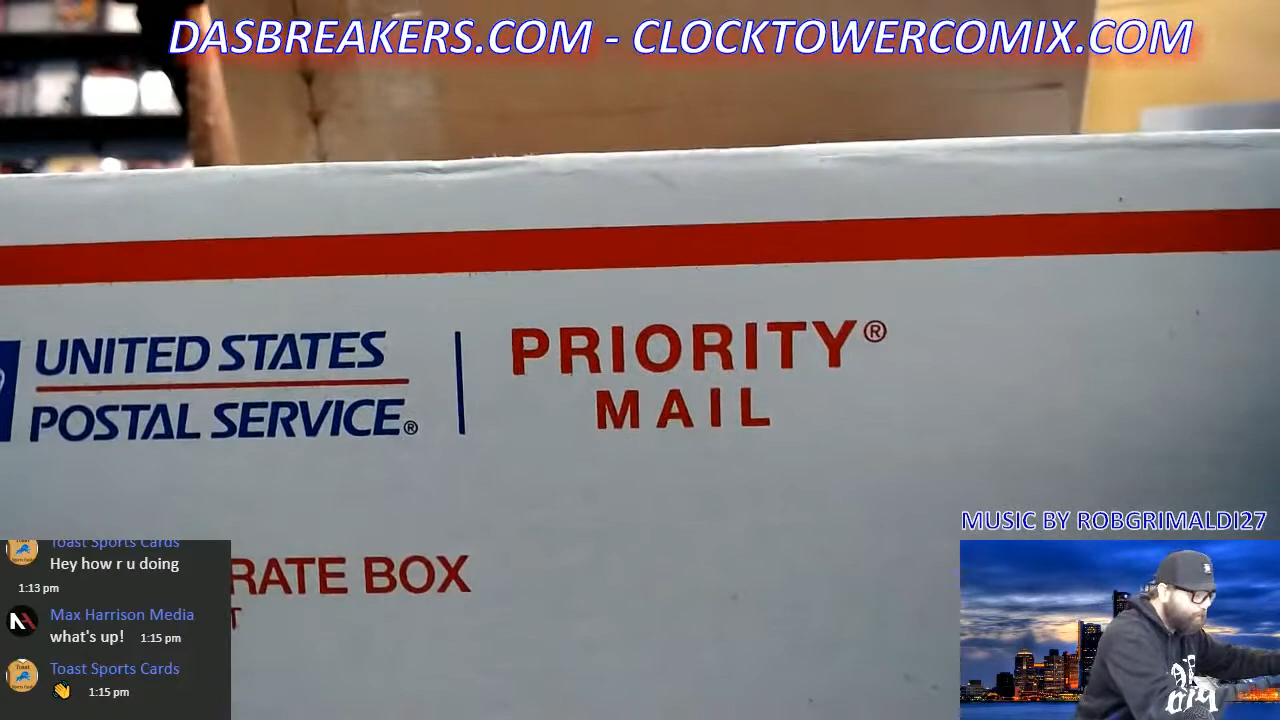 DASBREAKERS.COM - CLOCKTOWERCOMIX.COM
UNITED STATES
POSTAL SERVICE®
PRIORITY®
MAIL
RATE BOX
MUSIC BY ROBGRIMALDI27
Toast Sports Cards
Hey how r u doing
1:13 pm
Max Harrison Media
what's up! 1:15 pm
Toast Sports Cards
👋 1:15 pm